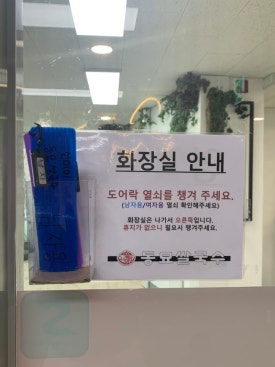 화장실 안내
도어락 열쇠를 챙겨 주세요.
(남자용/여자용 열쇠 확인해주세요)
화장실은 나가서 오른쪽입니다.
휴지가 없으니 필요시 챙겨주세요.